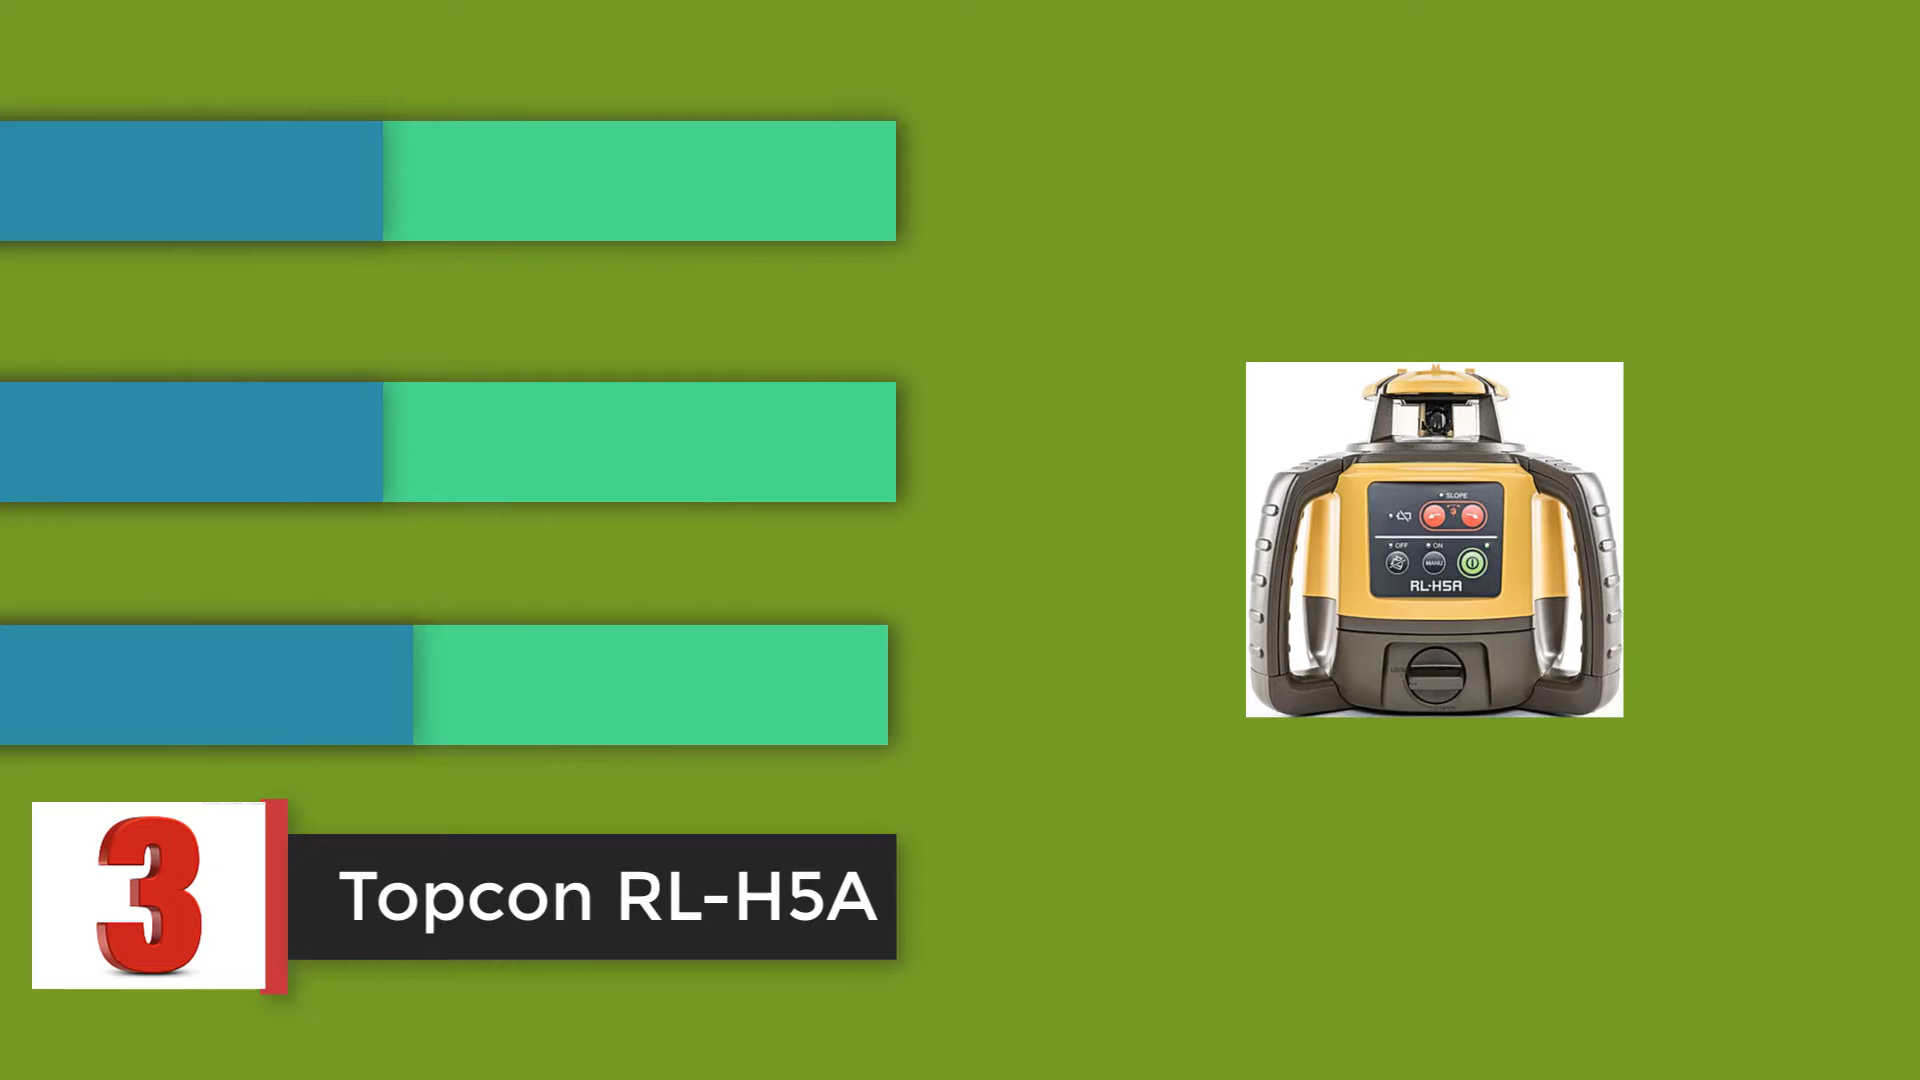 SLOPE
OFF
ON
MANU
RL-H5A
3
Topcon RL-H5A